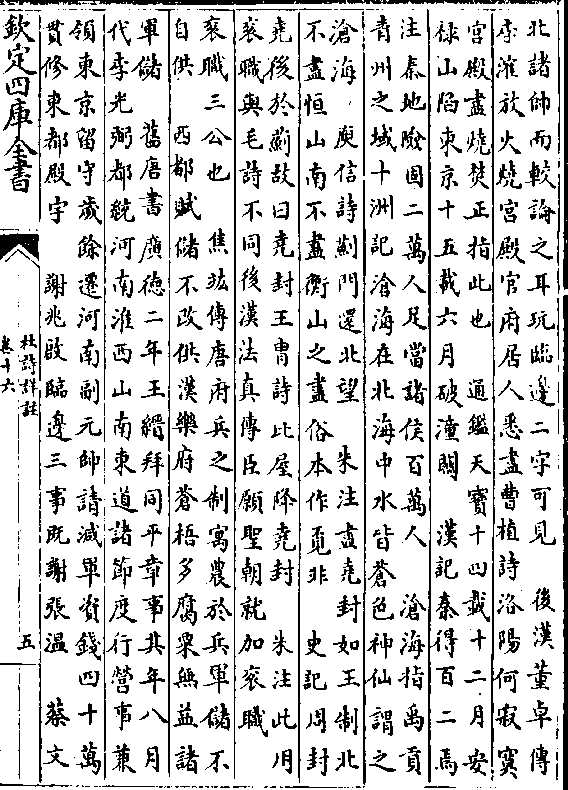 北諸帥而較論之耳玩臨邊二字可見　後漢董卓傳
李傕放火燒宫殿官府居人悉盡曹植詩洛陽何寂寞
宫殿盡燒焚正指此也　通鑑天寶十四載十二月安
禄山陷東京十五載六月破潼關　漢記秦得百二焉
注秦地險固二萬人足當諸侯百萬人　滄海指禹貢
青州之域十洲記滄海在北海中水皆蒼色神仙謂之
滄海　庾信詩薊門還北望　朱注盡堯封如王制北
不盡恒山南不盡衡山之盡俗本作覔非　史記周封
堯後於薊故曰堯封王胄詩比屋降堯封　朱注此用
衮職與毛詩不同後漢法真傳臣願聖朝就加衮職
衮職三公也　焦竑傳唐府兵之制寓農於兵軍儲不
自供　西都賦儲不改供漢樂府蒼梧多腐粟無益諸
軍儲　舊唐書廣德二年王縉拜同平章事其年八月
代李光弼都統河南淮西山南東道諸節度行營事兼
領東京留守歲餘遷河南副元帥請減軍資錢四十萬
貫修東都殿宇　謝兆啟臨邊三事既謝張温　蔡文
欽定四庫全書
杜詩詳註
卷十六
五